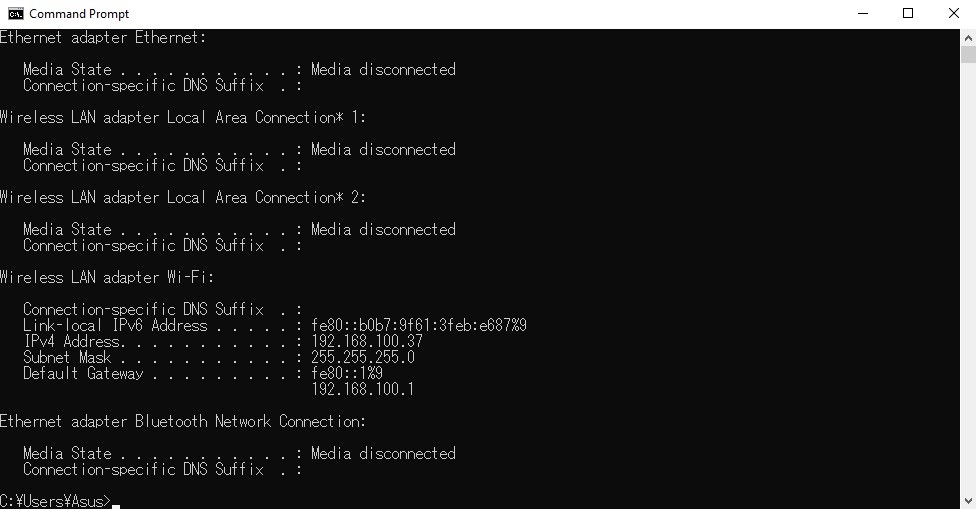 Command Prompt
Ethernet adapter Ethernet:
Media State . . . . . . . . . . . : Media disconnected
Connection-specific DNS Suffix  . :
Wireless LAN adapter Local Area Connection* 1:
Media State . . . . . . . . . . . : Media disconnected
Connection-specific DNS Suffix  . :
Wireless LAN adapter Local Area Connection* 2:
Media State . . . . . . . . . . . : Media disconnected
Connection-specific DNS Suffix  . :
Wireless LAN adapter Wi-Fi:
Connection-specific DNS Suffix  . :
Link-local IPv6 Address . . . . . : fe80::b0b7:9f61:3feb:e687%9
IPv4 Address. . . . . . . . . . . : 192.168.100.37
Subnet Mask . . . . . . . . . . . : 255.255.255.0
Default Gateway . . . . . . . . . : fe80::1%9
192.168.100.1
Ethernet adapter Bluetooth Network Connection:
Media State . . . . . . . . . . . : Media disconnected
Connection-specific DNS Suffix  . :
C:¥Users¥Asus>